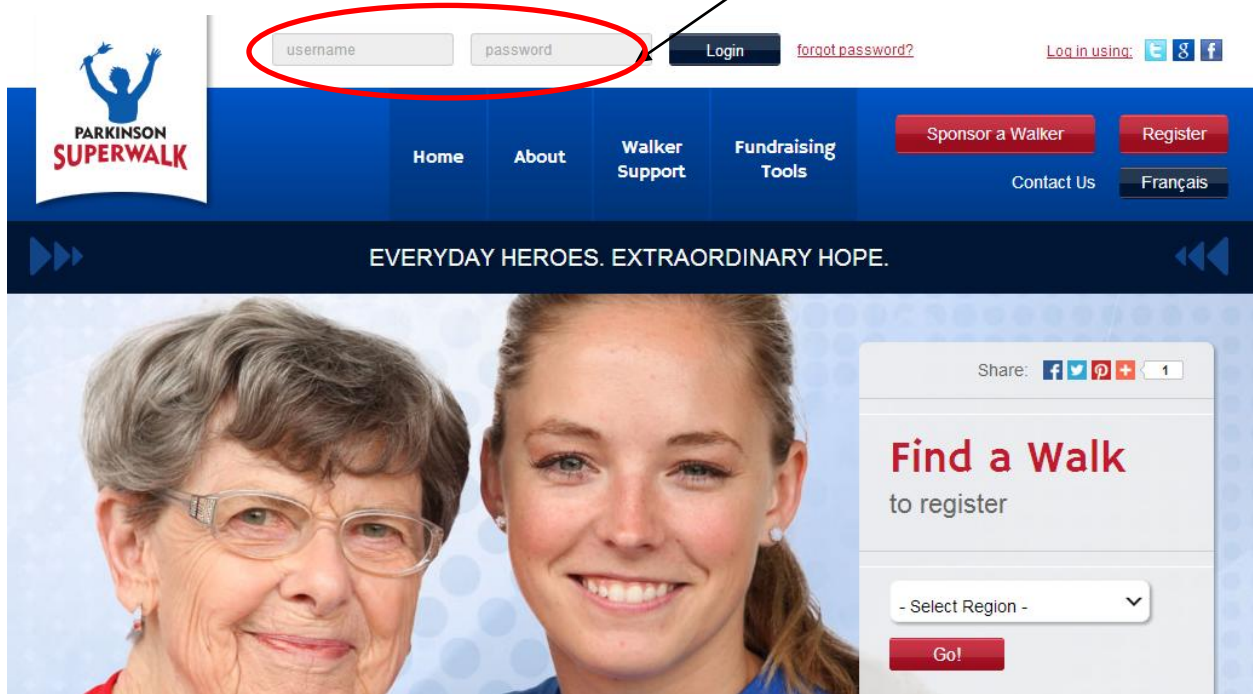 username password Login forgot password? Log in using:
PARKINSON
SUPERWALK
Home About Walker Support Fundraising Tools
Sponsor a Walker Register
Contact Us Français
EVERYDAY HEROES. EXTRAORDINARY HOPE.
Share: 1
Find a Walk
to register
- Select Region -
Go!